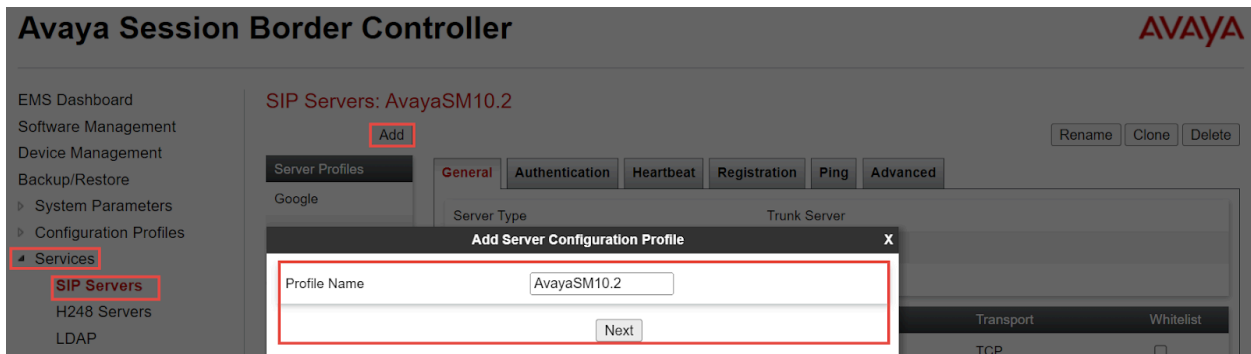 Avaya Session Border Controller
AVAYA
EMS Dashboard
Software Management
Device Management
Backup/Restore
System Parameters
Configuration Profiles
Services
SIP Servers
H248 Servers
LDAP
SIP Servers: AvayaSM10.2
Add
Rename Clone Delete
Server Profiles
Google
General Authentication Heartbeat Registration Ping Advanced
Server Type Trunk Server
Add Server Configuration Profile X
Profile Name AvayaSM10.2
Next
Transport Whitelist
TCP